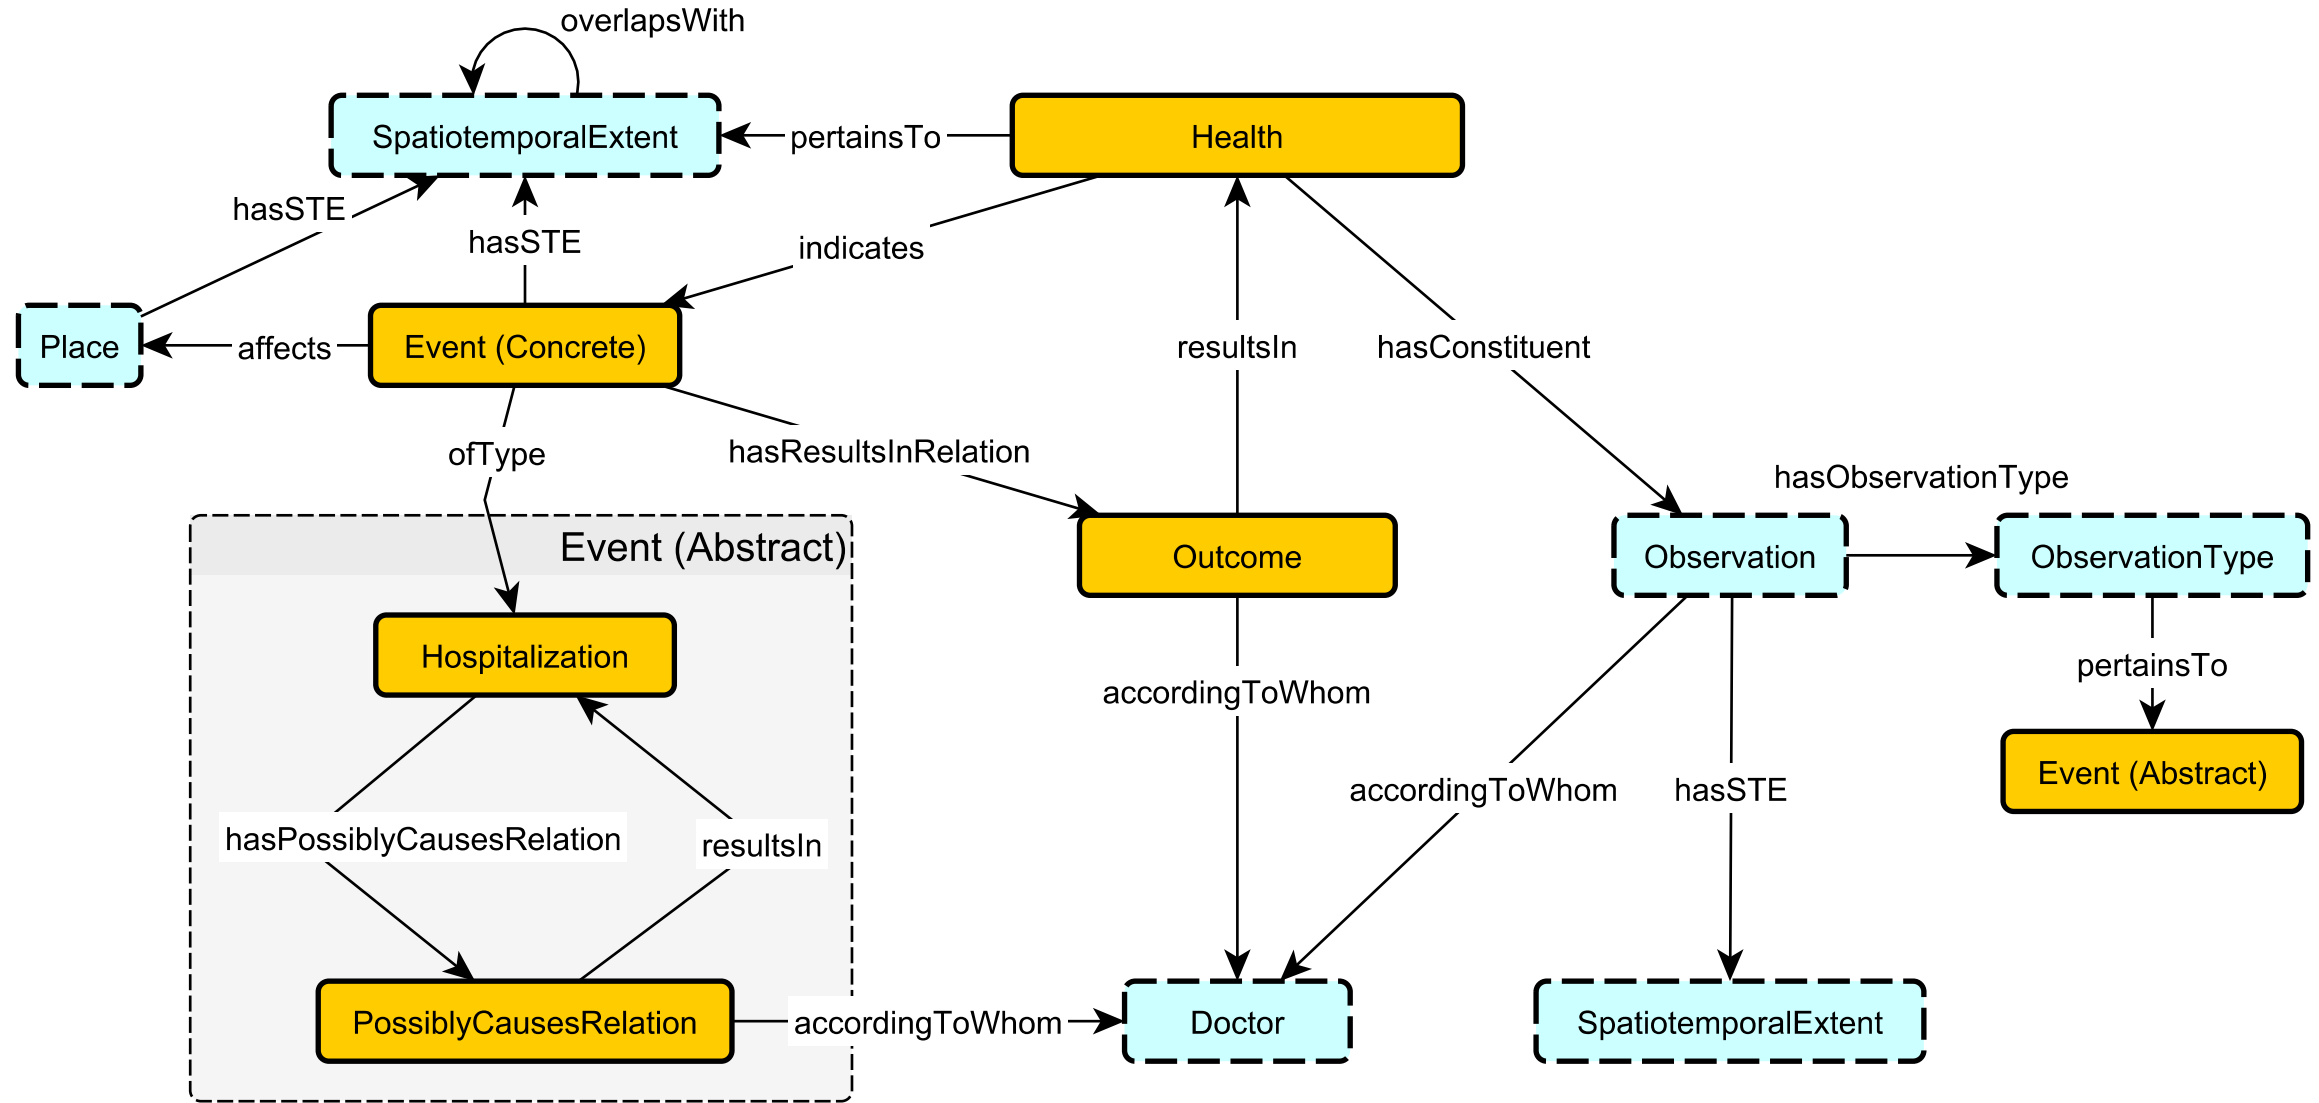 overlapsWith
SpatiotemporalExtent
pertainsTo
Health
hasSTE
hasSTE
indicates
Place
affects
Event (Concrete)
resultsIn
hasConstituent
ofType
hasResultsInRelation
hasObservationType
Event (Abstract)
Outcome
Observation
ObservationType
Hospitalization
pertainsTo
accordingToWhom
Event (Abstract)
accordingToWhom
hasSTE
hasPossiblyCausesRelation
resultsIn
PossiblyCausesRelation
accordingToWhom
Doctor
SpatiotemporalExtent